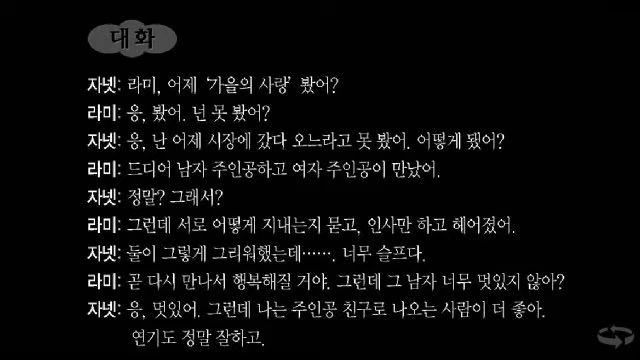 대화
자넷: 라미, 어제 ‘가을의 사랑’ 봤어?
라미: 응, 봤어. 넌 못 봤어?
자넷: 응, 난 어제 시장에 갔다 오느라고 못 봤어. 어떻게 됐어?
라미: 드디어 남자 주인공하고 여자 주인공이 만났어.
자넷: 정말? 그래서?
라미: 그런데 서로 어떻게 지내는지 묻고, 인사만 하고 헤어졌어.
자넷: 둘이 그렇게 그리워했는데……. 너무 슬프다.
라미: 곧 다시 만나서 행복해질 거야. 그런데 그 남자 너무 멋있지 않아?
자넷: 응, 멋있어. 그런데 나는 주인공 친구로 나오는 사람이 더 좋아.
연기도 정말 잘하고.